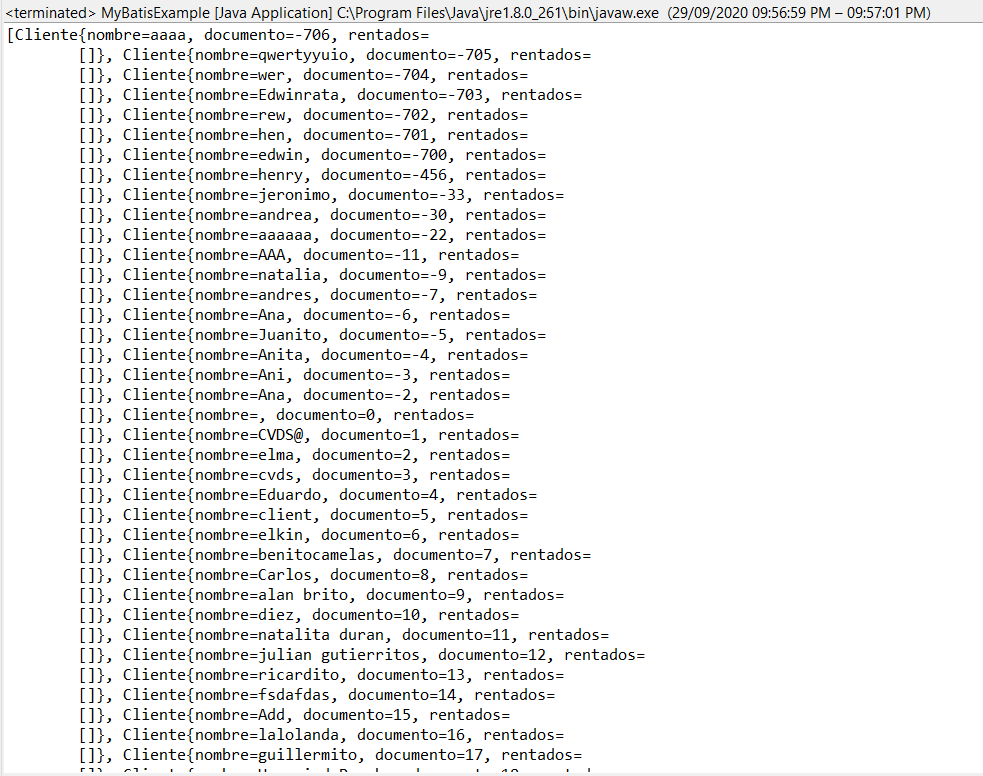 <terminated> MyBatisExample [Java Application] C:\Program Files\Java\jre1.8.0_261\bin\javaw.exe (29/09/2020 09:56:59 PM – 09:57:01 PM)
[Cliente{nombre=aaaa, documento=-706, rentados=
[]}, Cliente{nombre=qwertyyuio, documento=-705, rentados=
[]}, Cliente{nombre=wer, documento=-704, rentados=
[]}, Cliente{nombre=Edwinrata, documento=-703, rentados=
[]}, Cliente{nombre=rew, documento=-702, rentados=
[]}, Cliente{nombre=hen, documento=-701, rentados=
[]}, Cliente{nombre=edwin, documento=-700, rentados=
[]}, Cliente{nombre=henry, documento=-456, rentados=
[]}, Cliente{nombre=jeronimo, documento=-33, rentados=
[]}, Cliente{nombre=andrea, documento=-30, rentados=
[]}, Cliente{nombre=aaaaaa, documento=-22, rentados=
[]}, Cliente{nombre=AAA, documento=-11, rentados=
[]}, Cliente{nombre=natalia, documento=-9, rentados=
[]}, Cliente{nombre=andres, documento=-7, rentados=
[]}, Cliente{nombre=Ana, documento=-6, rentados=
[]}, Cliente{nombre=Juanito, documento=-5, rentados=
[]}, Cliente{nombre=Anita, documento=-4, rentados=
[]}, Cliente{nombre=Ani, documento=-3, rentados=
[]}, Cliente{nombre=Ana, documento=-2, rentados=
[]}, Cliente{nombre=, documento=0, rentados=
[]}, Cliente{nombre=CVDS@, documento=1, rentados=
[]}, Cliente{nombre=elma, documento=2, rentados=
[]}, Cliente{nombre=cvds, documento=3, rentados=
[]}, Cliente{nombre=Eduardo, documento=4, rentados=
[]}, Cliente{nombre=client, documento=5, rentados=
[]}, Cliente{nombre=elkin, documento=6, rentados=
[]}, Cliente{nombre=benitocamelas, documento=7, rentados=
[]}, Cliente{nombre=Carlos, documento=8, rentados=
[]}, Cliente{nombre=alan brito, documento=9, rentados=
[]}, Cliente{nombre=diez, documento=10, rentados=
[]}, Cliente{nombre=natalita duran, documento=11, rentados=
[]}, Cliente{nombre=julian gutierritos, documento=12, rentados=
[]}, Cliente{nombre=ricardito, documento=13, rentados=
[]}, Cliente{nombre=fsdafdas, documento=14, rentados=
[]}, Cliente{nombre=Add, documento=15, rentados=
[]}, Cliente{nombre=lalolanda, documento=16, rentados=
[]}, Cliente{nombre=guillermito, documento=17, rentados=